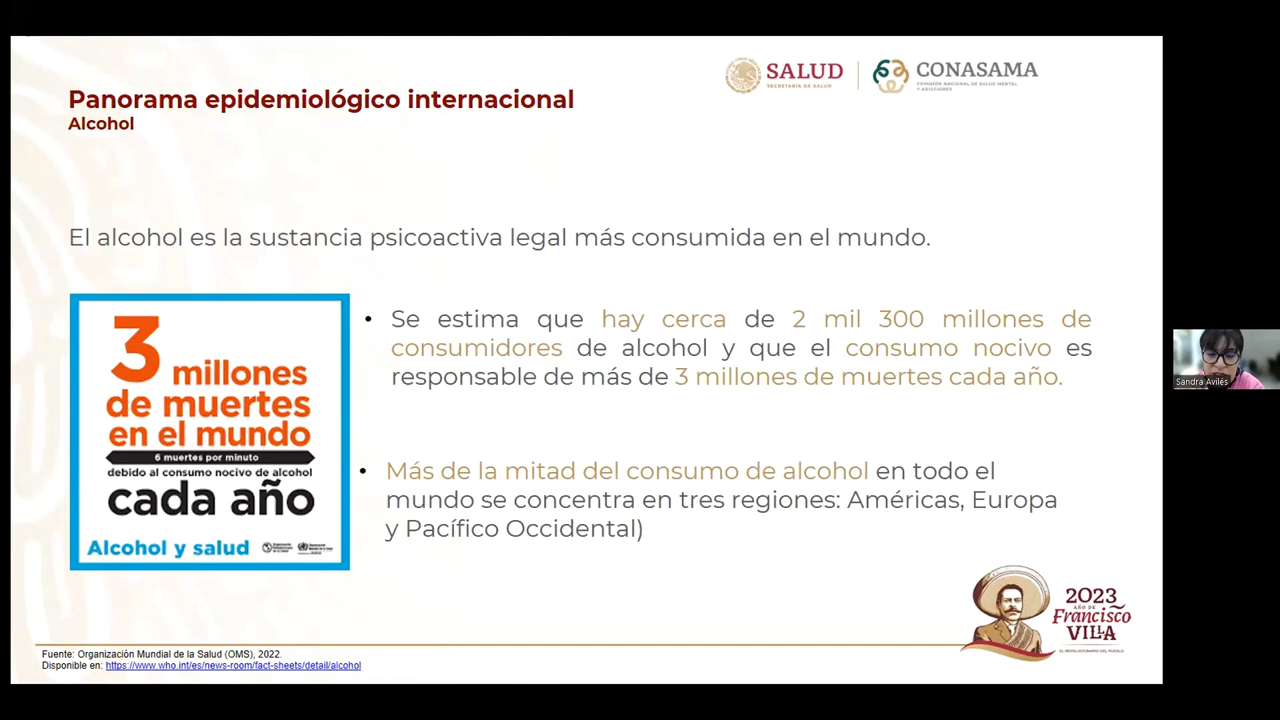 SALUD
SECRETARÍA DE SALUD
CONASAMA
COMISIÓN NACIONAL DE SALUD MENTAL
Y ADICCIONES
Panorama epidemiológico internacional
Alcohol
El alcohol es la sustancia psicoactiva legal más consumida en el mundo.
3
millones
de muertes
en el mundo
6 muertes por minuto
debido al consumo nocivo de alcohol
cada año
Alcohol y salud
• Se estima que hay cerca de 2 mil 300 millones de
consumidores de alcohol y que el consumo nocivo es
responsable de más de 3 millones de muertes cada año.
• Más de la mitad del consumo de alcohol en todo el
mundo se concentra en tres regiones: Américas, Europa
y Pacífico Occidental)
Sandra Avilés
2023
AÑO DE
Francisco
VILLA
EL REVOLUCIONARIO DEL PUEBLO
Fuente: Organización Mundial de la Salud (OMS), 2022.
Disponible en: https://www.who.int/es/news-room/fact-sheets/detail/alcohol